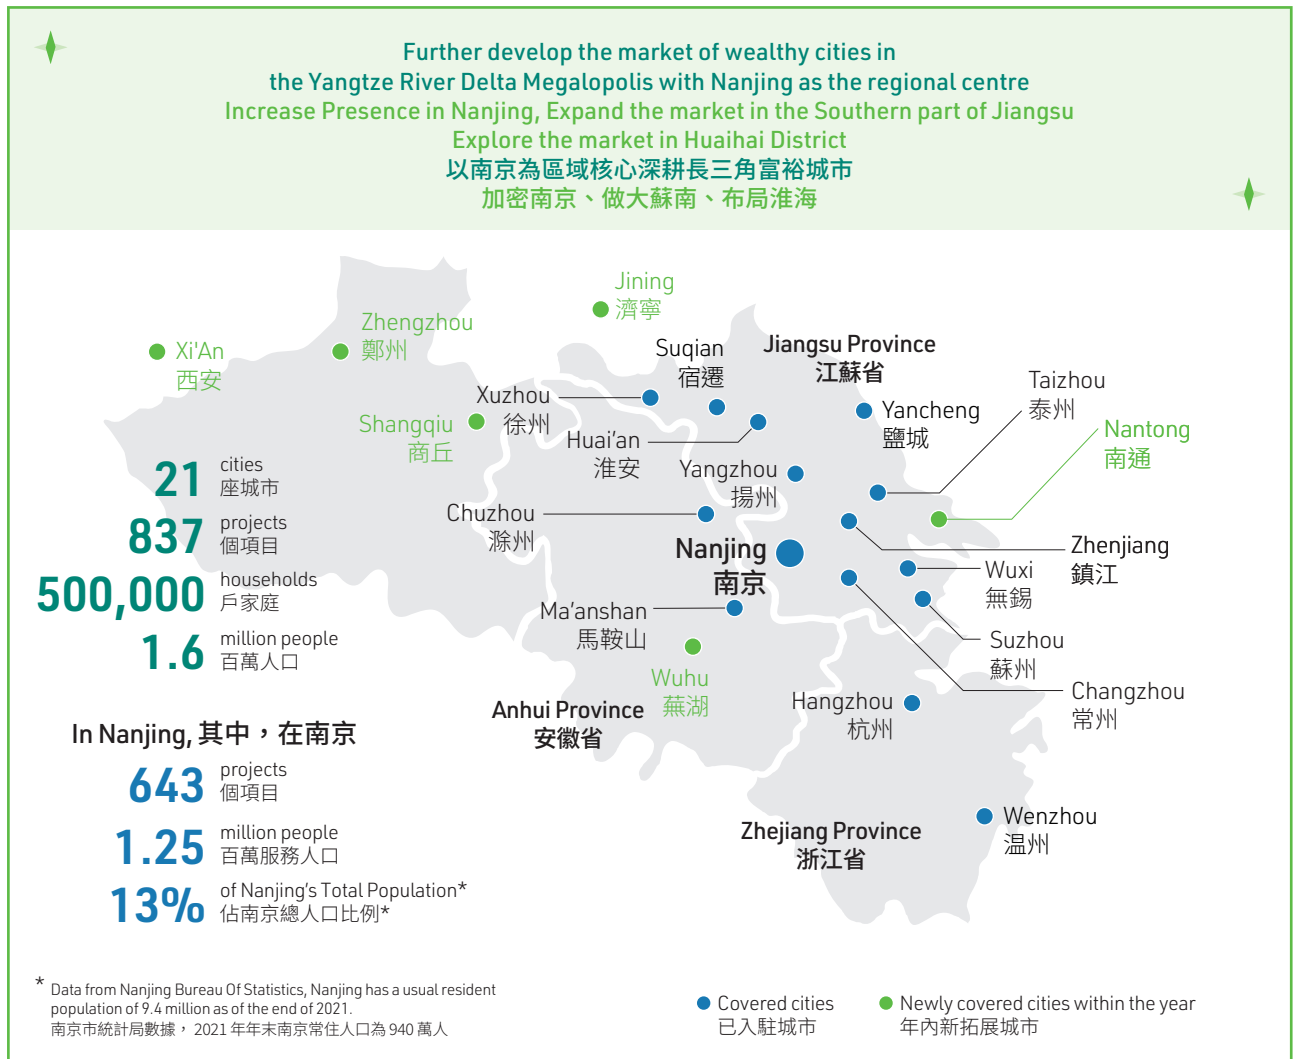 Further develop the market of wealthy cities in
the Yangtze River Delta Megalopolis with Nanjing as the regional centre
Increase Presence in Nanjing, Expand the market in the Southern part of Jiangsu
Explore the market in Huaihai District
以南京為區域核心深耕長三角富裕城市
加密南京、做大蘇南、布局淮海
Jining
濟寧
Zhengzhou
鄭州
Xi'An
西安
Suqian
宿遷
Jiangsu Province
江蘇省
Taizhou
泰州
Xuzhou
徐州
Yancheng
鹽城
Shangqiu
商丘
Huai'an
淮安
Nantong
南通
Yangzhou
揚州
Chuzhou
滁州
Nanjing
南京
Zhenjiang
鎮江
Wuxi
無錫
Ma'anshan
馬鞍山
Suzhou
蘇州
Wuhu
蕪湖
Changzhou
常州
Hangzhou
杭州
Anhui Province
安徽省
Wenzhou
温州
Zhejiang Province
浙江省
21 cities
座城市
837 projects
個項目
500,000 households
戶家庭
1.6 million people
百萬人口
In Nanjing, 其中，在南京
643 projects
個項目
1.25 million people
百萬服務人口
13% of Nanjing's Total Population*
佔南京總人口比例*
* Data from Nanjing Bureau Of Statistics, Nanjing has a usual resident
population of 9.4 million as of the end of 2021.
南京市統計局數據， 2021 年年末南京常住人口為 940 萬人
Covered cities
已入駐城市
Newly covered cities within the year
年內新拓展城市